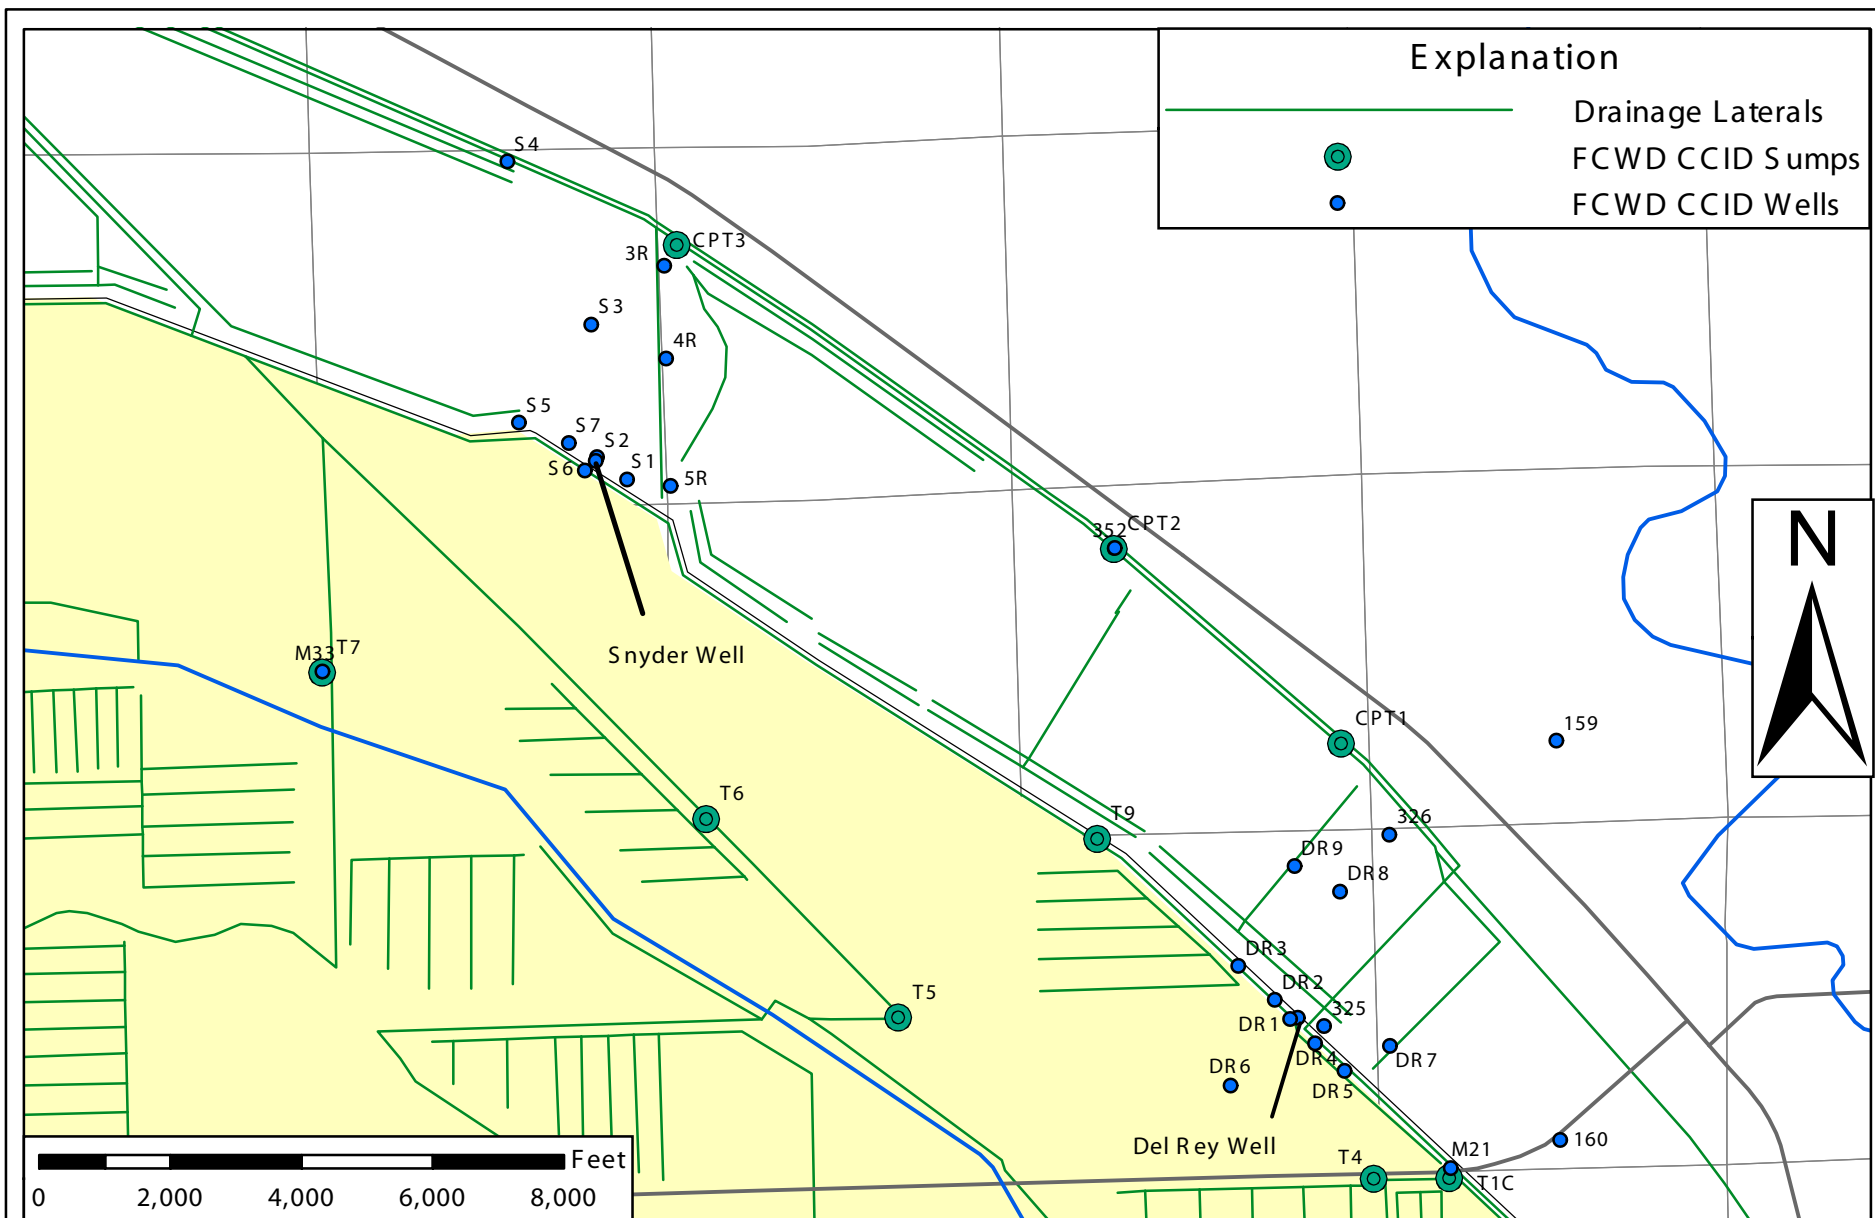 Explanation
Drainage Laterals
FCWD CCID Sumps
FCWD CCID Wells
S4
CPT3
3R
S3
4R
S5
S7
S2
S6
S1
5R
352
CPT2
N
Snyder Well
M33
T7
CPT1
159
T6
T9
326
DR9
DR8
DR3
DR2
T5
325
DR1
DR4
DR7
DR6
DR5
Del Rey Well
160
M21
T4
T1C
Feet
0 2,000 4,000 6,000 8,000